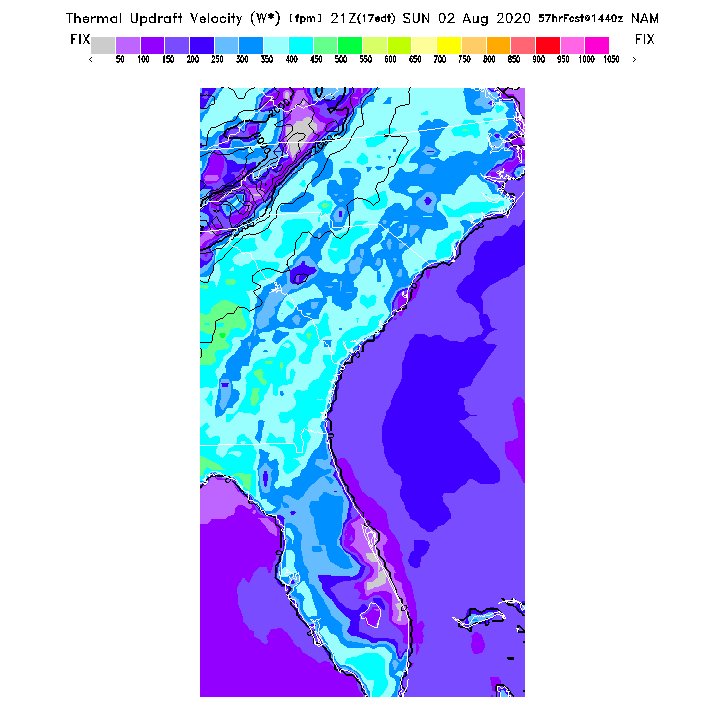 Thermal Updraft Velocity (W*) [fpm] 21Z(17edt) SUN 02 Aug 2020 57hrFcst@1440z NAM
FIX FIX
< 50 100 150 200 250 300 350 400 450 500 550 600 650 700 750 800 850 900 950 1000 1050 >